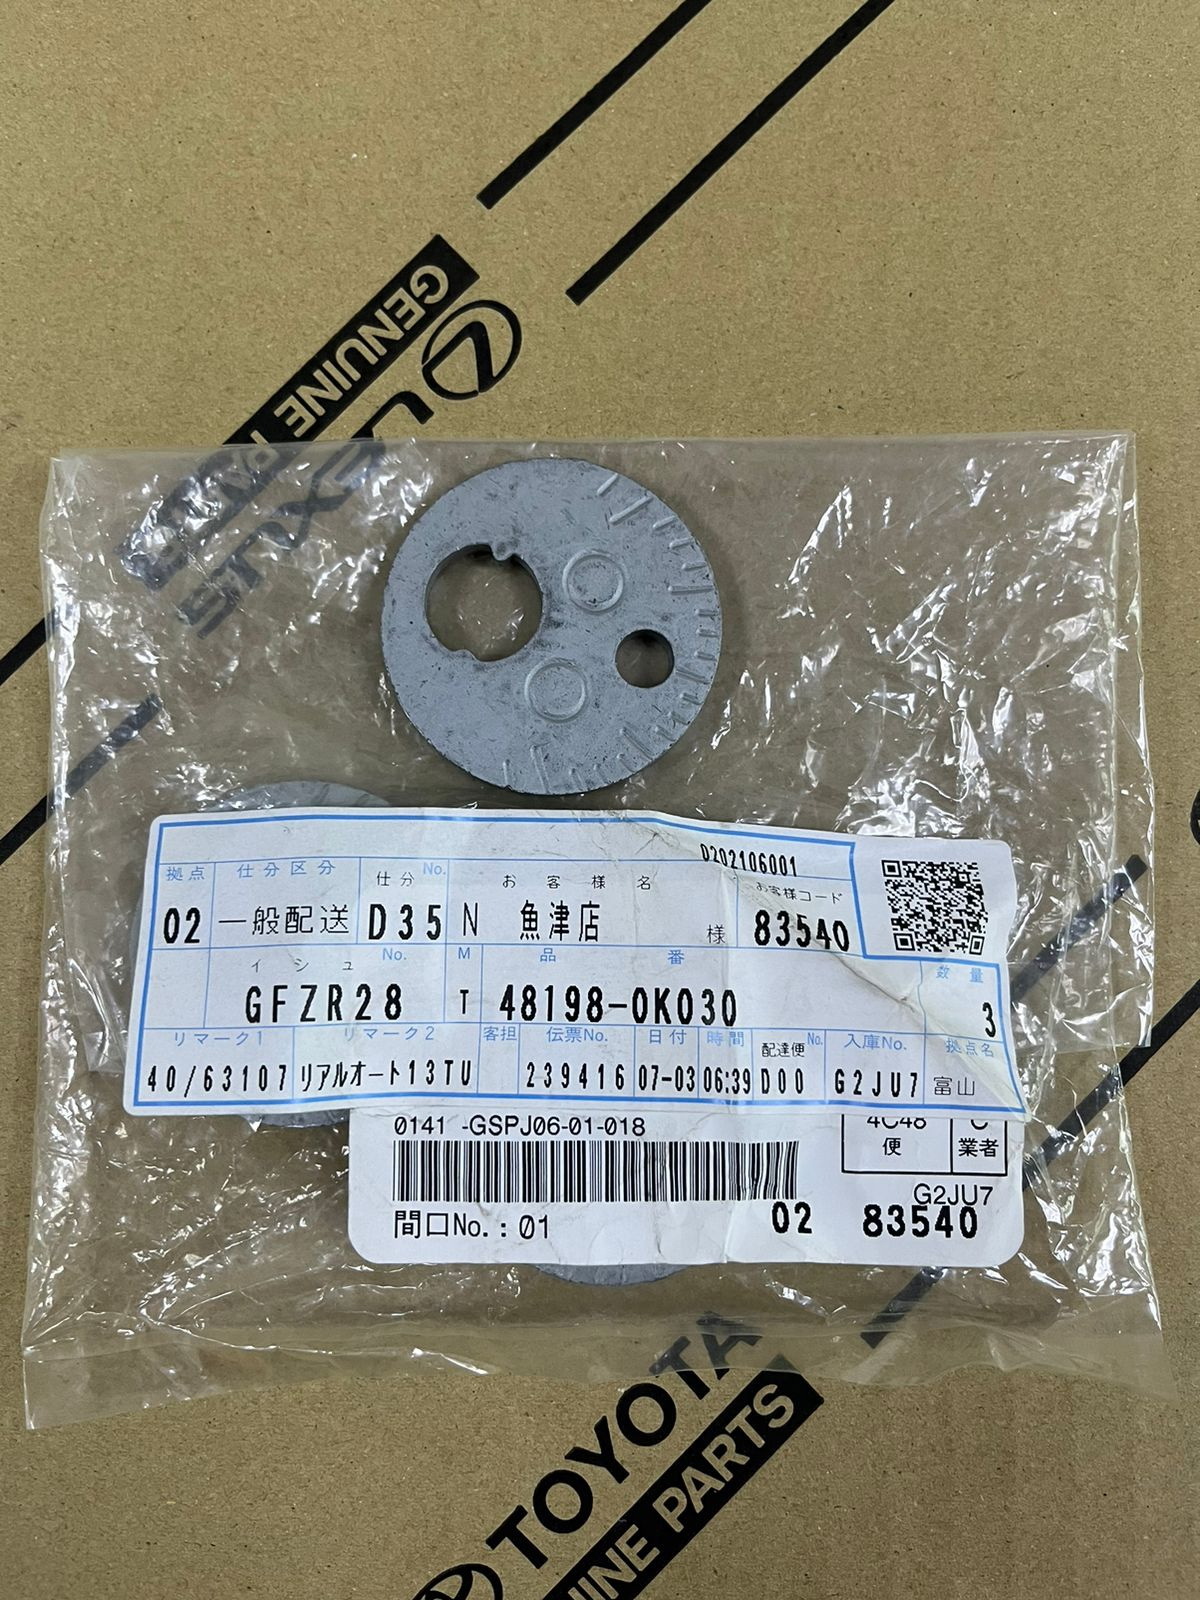 GENUINE PARTS
LEXUS
D202106001
拠点 仕分区分 仕分No. お客様名 お客様コード
02 一般配送 D35 N 魚津店 様 83540
イシュ No. M 品番 数量
GFZR28 T 48198-0K030 3
リマーク1 リマーク2 客担 伝票No. 日付 時間 配達便No. 入庫No. 拠点名
40/63107 リアルオート13TU 239416 07-03 06:39 D00 G2JU7 富山
0141 -GSPJ06-01-018 4C48 C
便 業者
G2JU7
間口No.: 01 02 83540
TOYOTA
GENUINE PARTS